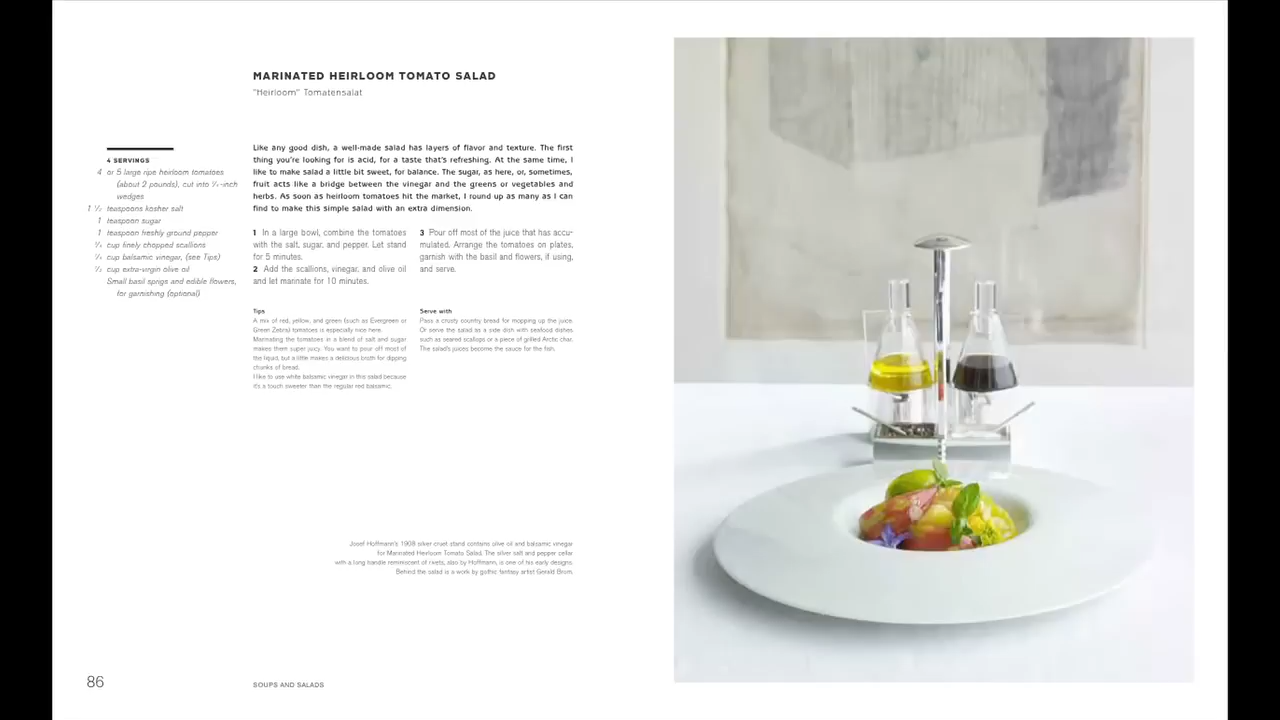 MARINATED HEIRLOOM TOMATO SALAD
"Heirloom" Tomatensalat
4 SERVINGS
4 or 5 large ripe heirloom tomatoes
(about 2 pounds), cut into ¾-inch
wedges
1 ½ teaspoons kosher salt
1 teaspoon sugar
1 teaspoon freshly ground pepper
cup finely chopped scallions
cup balsamic vinegar, (see Tips)
cup extra-virgin olive oil
Small basil sprigs and edible flowers,
for garnishing (optional)
Like any good dish, a well-made salad has layers of flavor and texture. The first
thing you're looking for is acid, for a taste that's refreshing. At the same time, I
like to make salad a little bit sweet, for balance. The sugar, as here, or, sometimes,
fruit acts like a bridge between the vinegar and the greens or vegetables and
herbs. As soon as heirloom tomatoes hit the market, I round up as many as I can
find to make this simple salad with an extra dimension.
1 In a large bowl, combine the tomatoes
with the salt, sugar, and pepper. Let stand
for 5 minutes.
2 Add the scallions, vinegar, and olive oil
and let marinate for 10 minutes.
3 Pour off most of the juice that has accu-
mulated. Arrange the tomatoes on plates,
garnish with the basil and flowers, if using,
and serve.
Tips
A mix of red, yellow, and green (such as Evergreen or
Green Zebra) tomatoes is especially nice here.
Marinating the tomatoes in a blend of salt and sugar
makes them super juicy. You want to pour off most of
the liquid, but a little makes a delicious broth for dipping
chunks of bread.
I like to use white balsamic vinegar in this salad because
it's a touch sweeter than the regular red balsamic.
Serve with
Pass a crusty country bread for mopping up the juice.
Or serve the salad as a side dish with seafood dishes
such as seared scallops or a piece of grilled Arctic char.
The salad's juices become the sauce for the fish.
Josef Hoffmann's 1908 silver cruet stand contains olive oil and balsamic vinegar
for Marinated Heirloom Tomato Salad. The silver salt and pepper cellar
with a long handle reminiscent of rivets, also by Hoffmann, is one of his early designs.
Behind the salad is a work by gothic fantasy artist Gerald Brom.
86
SOUPS AND SALADS